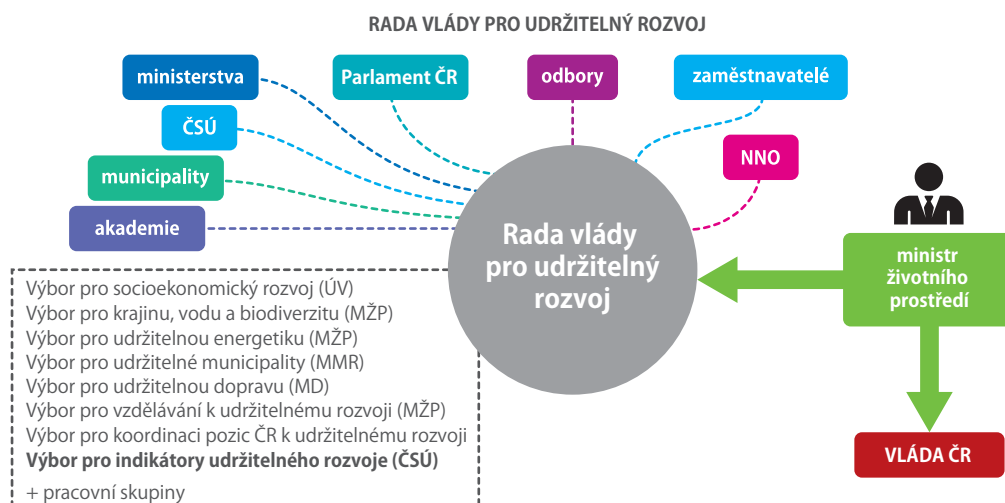 RADA VLÁDY PRO UDRŽITELNÝ ROZVOJ
ministerstva
Parlament ČR
odbory
zaměstnavatelé
ČSÚ
NNO
municipality
akademie
Rada vlády
pro udržitelný
rozvoj
ministr
životního
prostředí
Výbor pro socioekonomický rozvoj (ÚV)
Výbor pro krajinu, vodu a biodiverzitu (MŽP)
Výbor pro udržitelnou energetiku (MŽP)
Výbor pro udržitelné municipality (MMR)
Výbor pro udržitelnou dopravu (MD)
Výbor pro vzdělávání k udržitelnému rozvoji (MŽP)
Výbor pro koordinaci pozic ČR k udržitelnému rozvoji
Výbor pro indikátory udržitelného rozvoje (ČSÚ)
+ pracovní skupiny
VLÁDA ČR